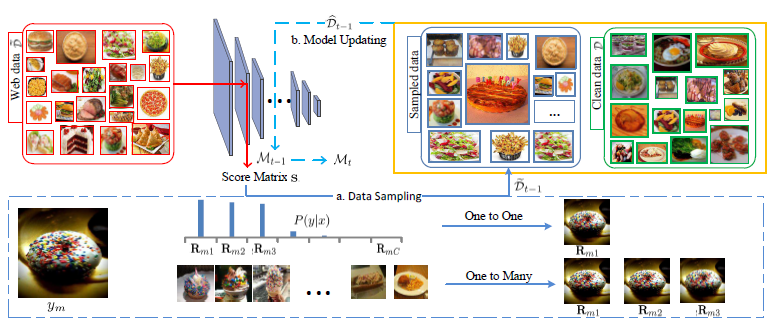 Web data 𝒟̃
𝒟̂ₜ₋₁
b. Model Updating
ℳₜ₋₁
ℳₜ
Score Matrix s
Sampled data
...
Clean data 𝒟
a. Data Sampling
𝒟̃ₜ₋₁
yₘ
P(y|x)
Rₘ₁ Rₘ₂ Rₘ₃ RₘC
One to One
Rₘ₁
One to Many
Rₘ₁ Rₘ₂ Rₘ₃